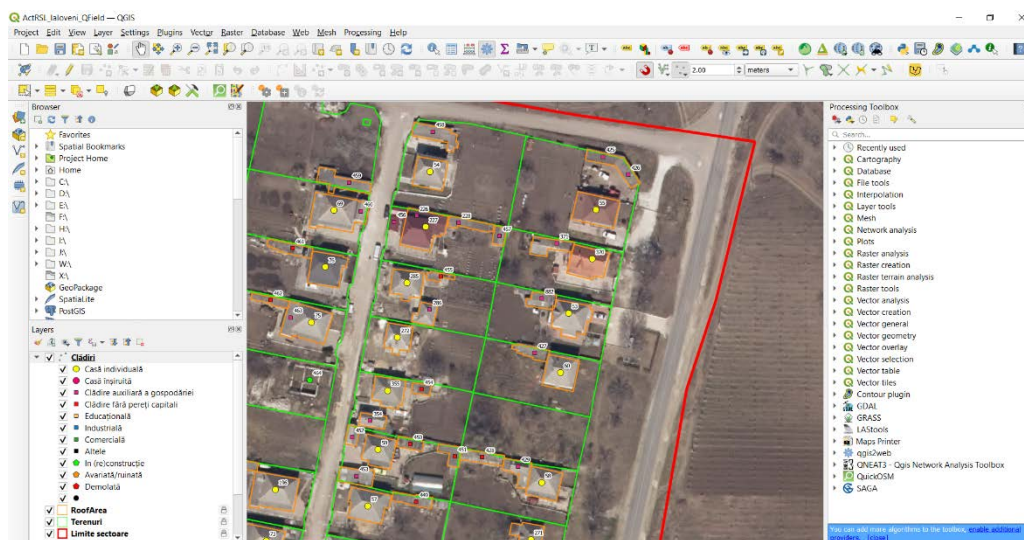 ActRSL_Ialoveni_QField — QGIS
Project Edit View Layer Settings Plugins Vector Raster Database Web Mesh Processing Help
2.00 meters
Browser
Favorites
Spatial Bookmarks
Project Home
Home
C:\
D:\
E:\
F:\
H:\
I:\
J:\
W:\
X:\
GeoPackage
SpatiaLite
PostGIS
Layers
Clădiri
Casă individuală
Casă înșiruită
Clădire auxiliară a gospodăriei
Clădire fără pereți capitali
Educațională
Industrială
Comercială
Altele
In (re)construcție
Avariată/ruinată
Demolată
RoofArea
Terenuri
Limite sectoare
Processing Toolbox
Search...
Recently used
Cartography
Database
File tools
Interpolation
Layer tools
Mesh
Network analysis
Plots
Raster analysis
Raster creation
Raster terrain analysis
Raster tools
Vector analysis
Vector creation
Vector general
Vector geometry
Vector overlay
Vector selection
Vector table
Vector tiles
Contour plugin
GDAL
GRASS
LAStools
Maps Printer
qgis2web
QNEAT3 - Qgis Network Analysis Toolbox
QuickOSM
SAGA
You can add more algorithms to the toolbox, enable additional
providers. [close]